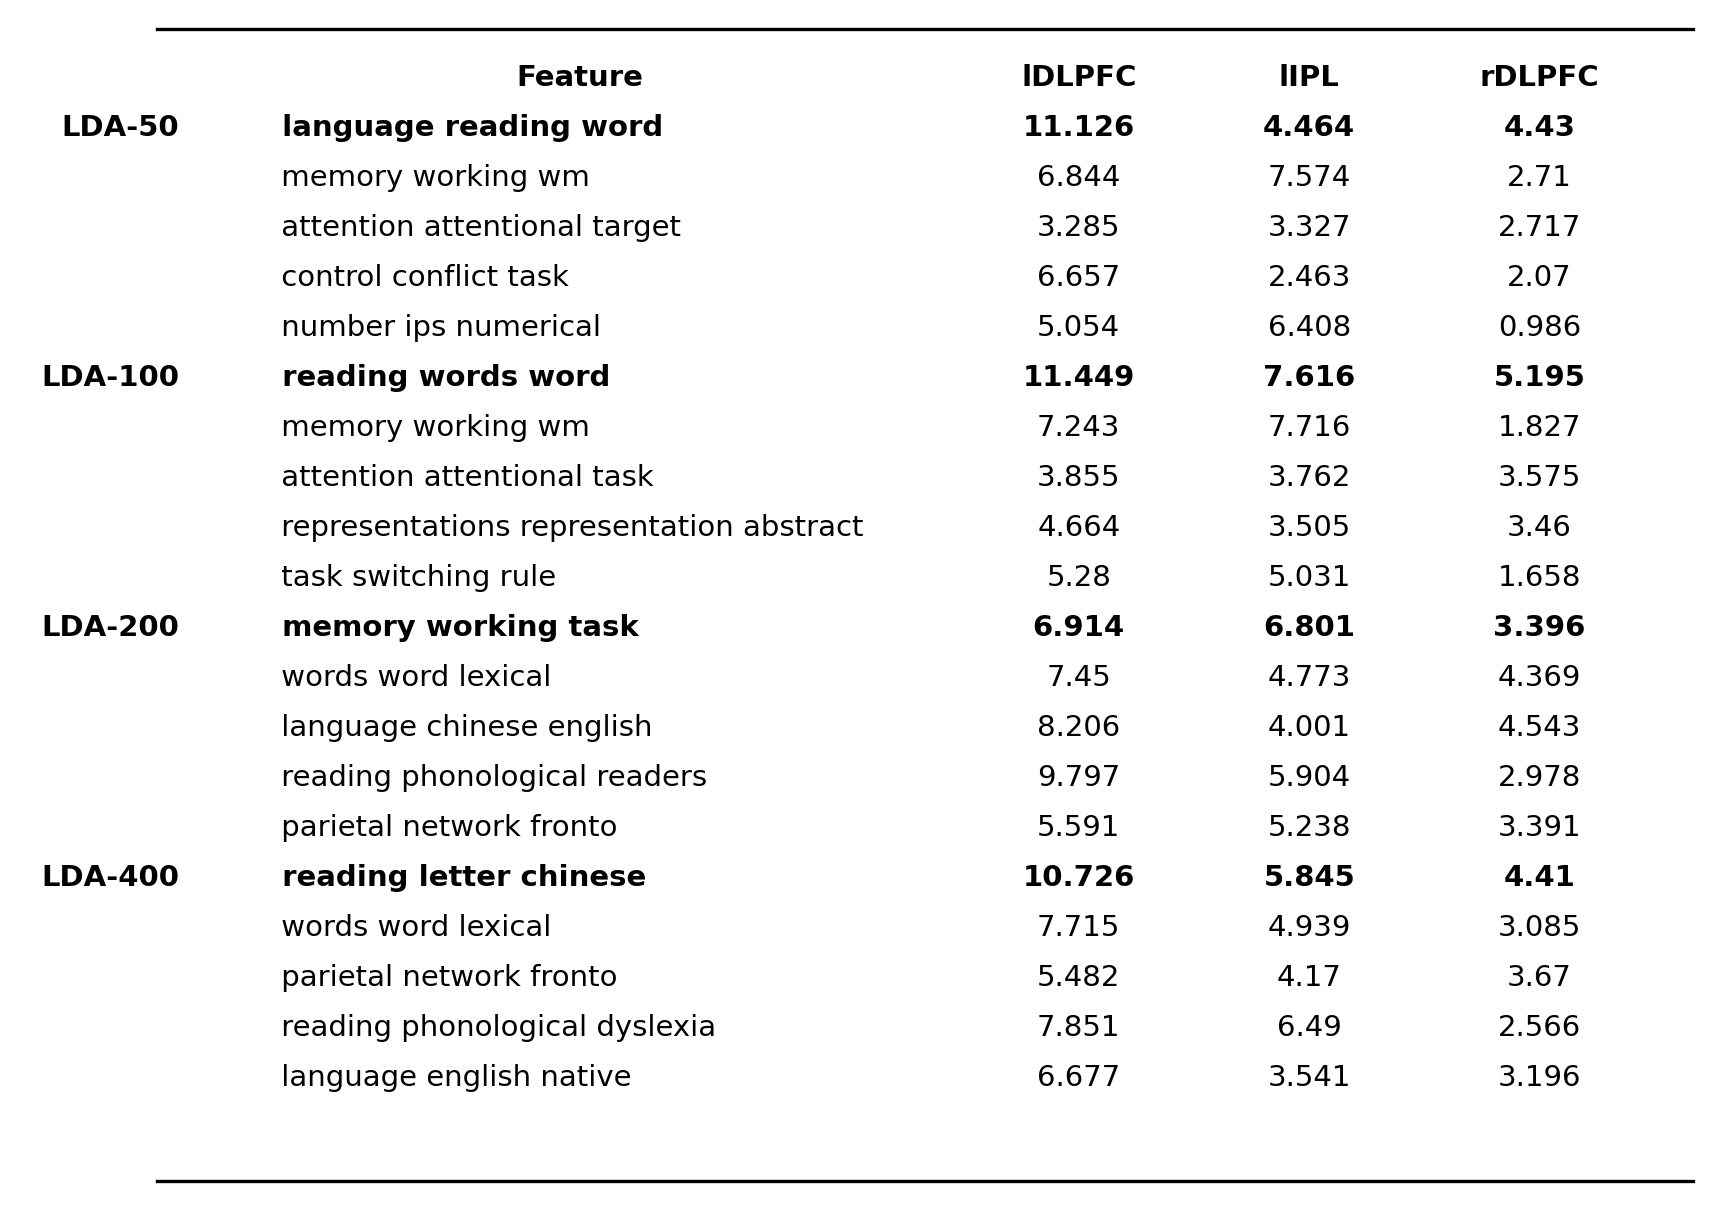 Feature lDLPFC lIPL rDLPFC
LDA-50 language reading word 11.126 4.464 4.43
memory working wm 6.844 7.574 2.71
attention attentional target 3.285 3.327 2.717
control conflict task 6.657 2.463 2.07
number ips numerical 5.054 6.408 0.986
LDA-100 reading words word 11.449 7.616 5.195
memory working wm 7.243 7.716 1.827
attention attentional task 3.855 3.762 3.575
representations representation abstract 4.664 3.505 3.46
task switching rule 5.28 5.031 1.658
LDA-200 memory working task 6.914 6.801 3.396
words word lexical 7.45 4.773 4.369
language chinese english 8.206 4.001 4.543
reading phonological readers 9.797 5.904 2.978
parietal network fronto 5.591 5.238 3.391
LDA-400 reading letter chinese 10.726 5.845 4.41
words word lexical 7.715 4.939 3.085
parietal network fronto 5.482 4.17 3.67
reading phonological dyslexia 7.851 6.49 2.566
language english native 6.677 3.541 3.196